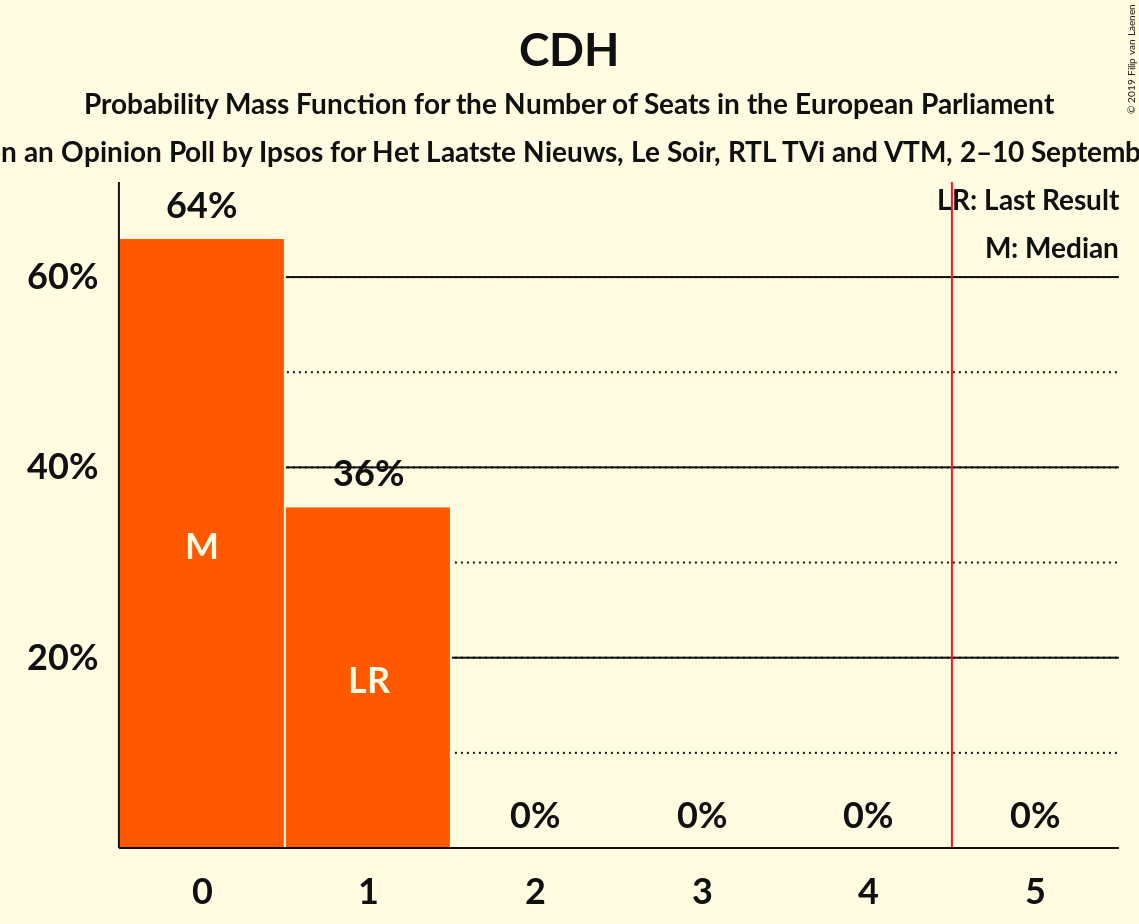 CDH
Probability Mass Function for the Number of Seats in the European Parliament
an Opinion Poll by Ipsos for Het Laatste Nieuws, Le Soir, RTL TVi and VTM, 2–10
© 2019 Filip van Laenen
LR: Last Result
M: Median
64%
60%
36%
40%
M
LR
20%
0% 0% 0% 0%
0 1 2 3 4 5